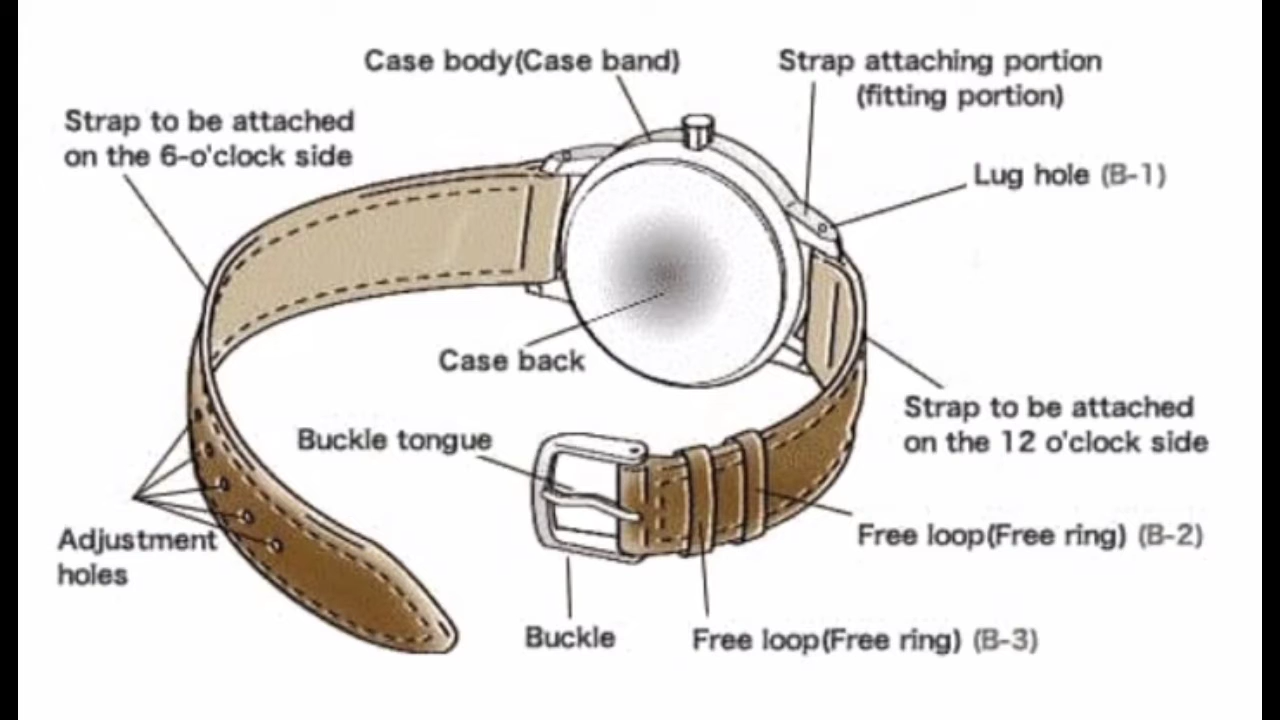 Case body(Case band)
Strap attaching portion
(fitting portion)
Strap to be attached
on the 6-o'clock side
Lug hole (B-1)
Case back
Strap to be attached
on the 12 o'clock side
Buckle tongue
Adjustment
holes
Free loop(Free ring) (B-2)
Buckle
Free loop(Free ring) (B-3)